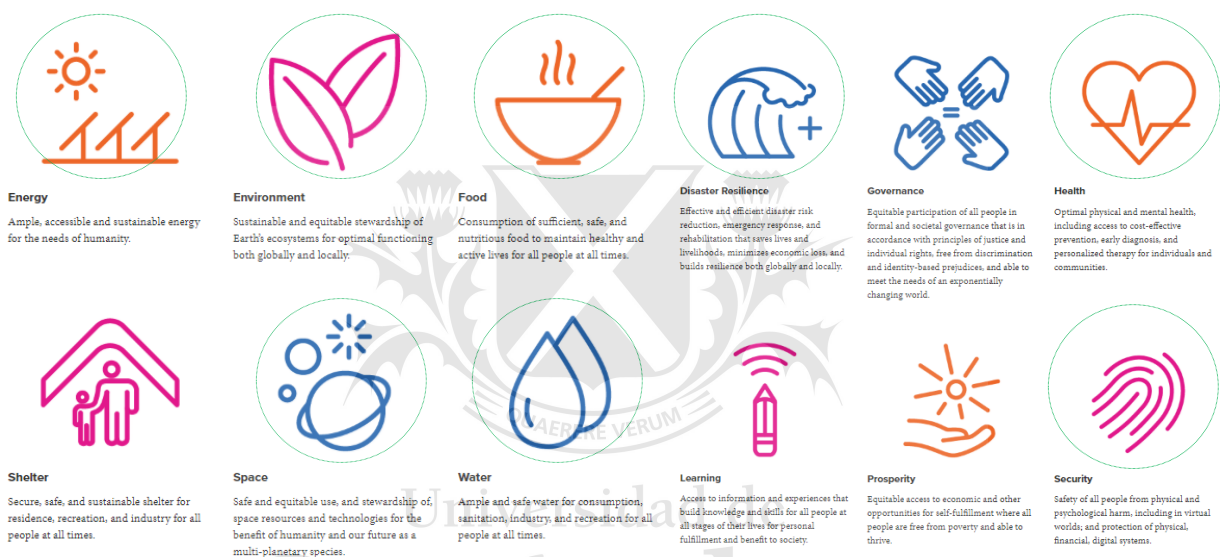 Energy
Ample, accessible and sustainable energy
for the needs of humanity.
Environment
Sustainable and equitable stewardship of
Earth's ecosystems for optimal functioning
both globally and locally.
Food
Consumption of sufficient, safe, and
nutritious food to maintain healthy and
active lives for all people at all times.
Disaster Resilience
Effective and efficient disaster risk
reduction, emergency response, and
rehabilitation that saves lives and
livelihoods, minimizes economic loss, and
builds resilience both globally and locally.
Governance
Equitable participation of all people in
formal and societal governance that is in
accordance with principles of justice and
individual rights, free from discrimination
and identity-based prejudices, and able to
meet the needs of an exponentially
changing world.
Health
Optimal physical and mental health,
including access to cost-effective
prevention, early diagnosis, and
personalized therapy for individuals and
communities.
QUAERERE VERUM
Shelter
Secure, safe, and sustainable shelter for
residence, recreation, and industry for all
people at all times.
Space
Safe and equitable use, and stewardship of,
space resources and technologies for the
benefit of humanity and our future as a
multi-planetary species.
Water
Ample and safe water for consumption,
sanitation, industry, and recreation for all
people at all times.
Learning
Access to information and experiences that
build knowledge and skills for all people at
all stages of their lives for personal
fulfillment and benefit to society.
Prosperity
Equitable access to economic and other
opportunities for self-fulfillment where all
people are free from poverty and able to
thrive.
Security
Safety of all people from physical and
psychological harm, including in virtual
worlds; and protection of physical,
financial, digital systems.
Universidad de